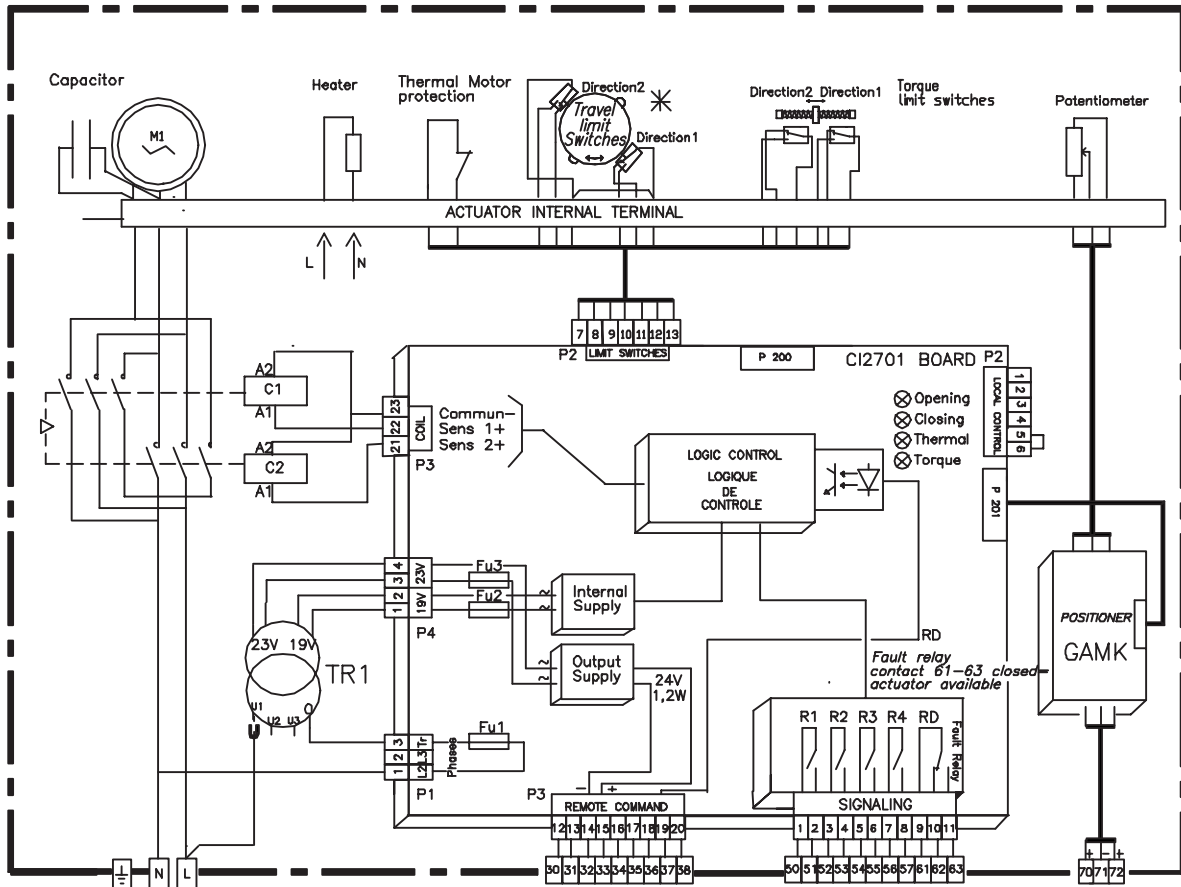 Capacitor
M1
Heater
Thermal Motor
protection
Direction2
Travel
limit
Switches
Direction1
Direction2 Direction1
Torque
limit switches
Potentiometer
ACTUATOR INTERNAL TERMINAL
L
N
7 8 9 10 11 12 13
P2 LIMIT SWITCHES
P 200
CI2701 BOARD
P2
LOCAL CONTROL
1
2
3
4
5
6
A2
C1
A1
A2
C2
A1
23
22
21
COIL
P3
Commun-
Sens 1+
Sens 2+
LOGIC CONTROL
LOGIQUE
DE
CONTROLE
Opening
Closing
Thermal
Torque
P 201
4
3
2
1
23V
19V
P4
Fu3
Fu2
Internal
Supply
Output
Supply
24V
1,2W
23V 19V
TR1
U1
U2
U3
O
3
2
1
Tr
L3
L2
Phases
Fu1
P1
RD
Fault relay
contact 61-63 closed=
actuator available
POSITIONER
GAMK
R1 R2 R3 R4 RD
Fault Relay
- +
P3
REMOTE COMMAND
12 13 14 15 16 17 18 19 20
SIGNALING
1 2 3 4 5 6 7 8 9 10 11
N L
30 31 32 33 34 35 36 37 38
50 51 52 53 54 55 56 57 60 61 62 63
+ - +
70 71 72